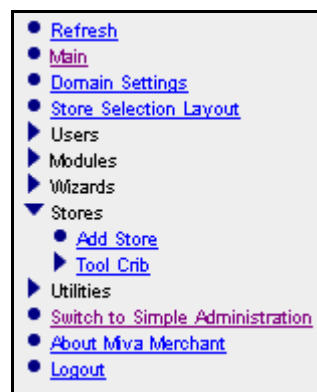 Refresh
Main
Domain Settings
Store Selection Layout
Users
Modules
Wizards
Stores
Add Store
Tool Crib
Utilities
Switch to Simple Administration
About Miva Merchant
Logout